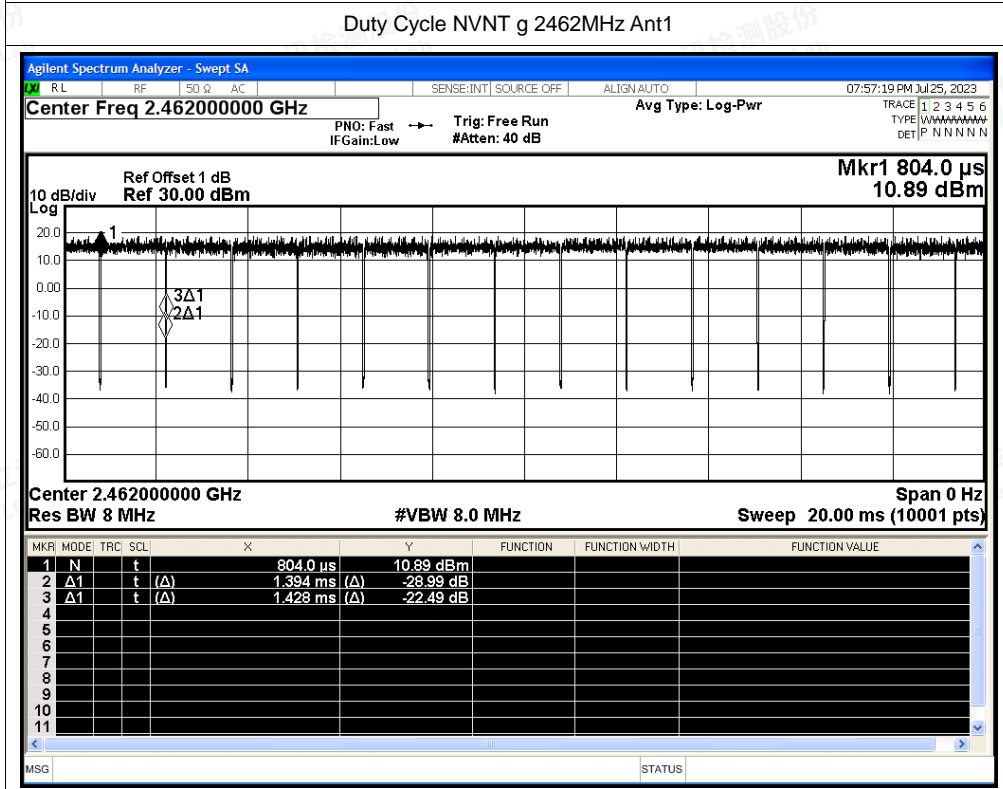 Duty Cycle NVNT g 2462MHz Ant1
Agilent Spectrum Analyzer - Swept SA
LXI RL RF 50 Ω AC SENSE:INT SOURCE OFF ALIGN AUTO 07:57:19 PM Jul 25, 2023
Center Freq 2.462000000 GHz
PNO: Fast
IFGain:Low
Trig: Free Run
#Atten: 40 dB
Avg Type: Log-Pwr
TRACE 1 2 3 4 5 6
TYPE WWWWWW
DET P N N N N N
Mkr1 804.0 µs
10.89 dBm
Ref Offset 1 dB
10 dB/div Ref 30.00 dBm
Log
20.0
10.0
0.00
-10.0
-20.0
-30.0
-40.0
-50.0
-60.0
1
3Δ1
2Δ1
Center 2.462000000 GHz Span 0 Hz
Res BW 8 MHz #VBW 8.0 MHz Sweep 20.00 ms (10001 pts)
MKR MODE TRC SCL X Y FUNCTION FUNCTION WIDTH FUNCTION VALUE
1 N t 804.0 µs 10.89 dBm
2 Δ1 t (Δ) 1.394 ms (Δ) -28.99 dB
3 Δ1 t (Δ) 1.428 ms (Δ) -22.49 dB
4
5
6
7
8
9
10
11
MSG STATUS